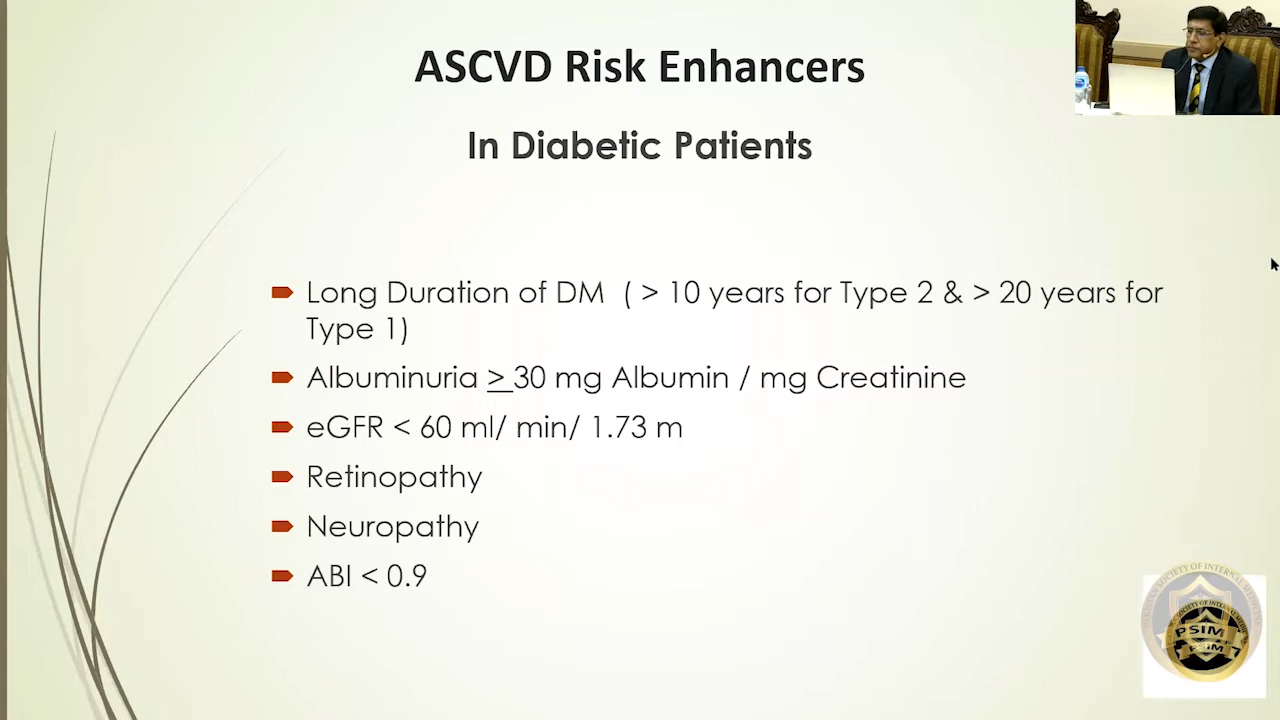 ASCVD Risk Enhancers
In Diabetic Patients
Long Duration of DM ( > 10 years for Type 2 & > 20 years for
Type 1)
Albuminuria > 30 mg Albumin / mg Creatinine
eGFR < 60 ml/ min/ 1.73 m
Retinopathy
Neuropathy
ABI < 0.9
PSIM
PSIM